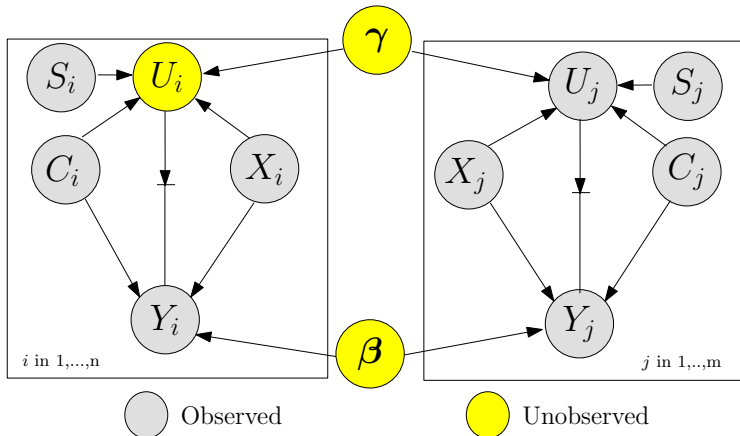 γ
S_i U_i
U_j S_j
C_i X_i
X_j C_j
Y_i
Y_j
β
i in 1,...,n
j in 1,..,m
Observed
Unobserved